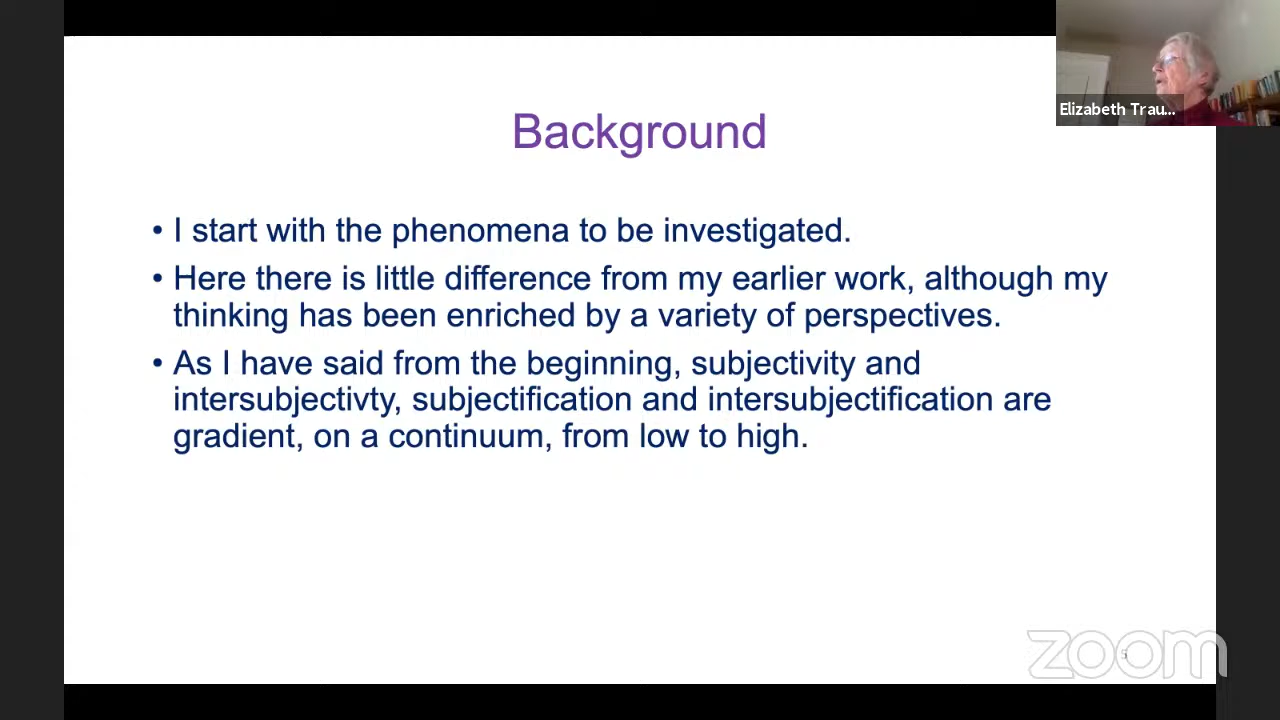 Elizabeth Trau...
Background
• I start with the phenomena to be investigated.
• Here there is little difference from my earlier work, although my
thinking has been enriched by a variety of perspectives.
• As I have said from the beginning, subjectivity and
intersubjectivty, subjectification and intersubjectification are
gradient, on a continuum, from low to high.
5
zoom